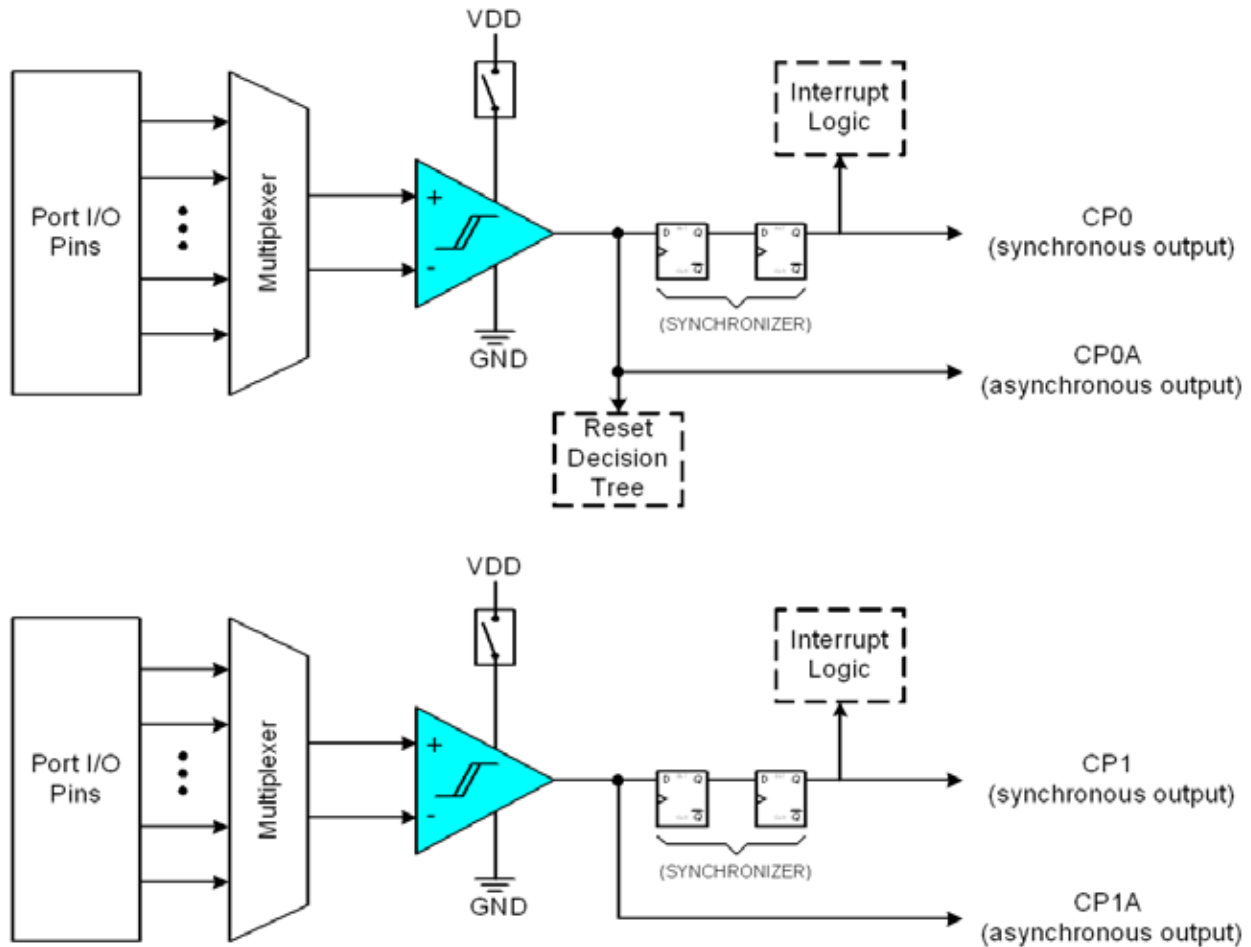 VDD
Port I/O
Pins
Multiplexer
+
-
GND
D
Q
Q
D
Q
Q
(SYNCHRONIZER)
Interrupt
Logic
CP0
(synchronous output)
CP0A
(asynchronous output)
Reset
Decision
Tree
VDD
Port I/O
Pins
Multiplexer
+
-
GND
D
Q
Q
D
Q
Q
(SYNCHRONIZER)
Interrupt
Logic
CP1
(synchronous output)
CP1A
(asynchronous output)